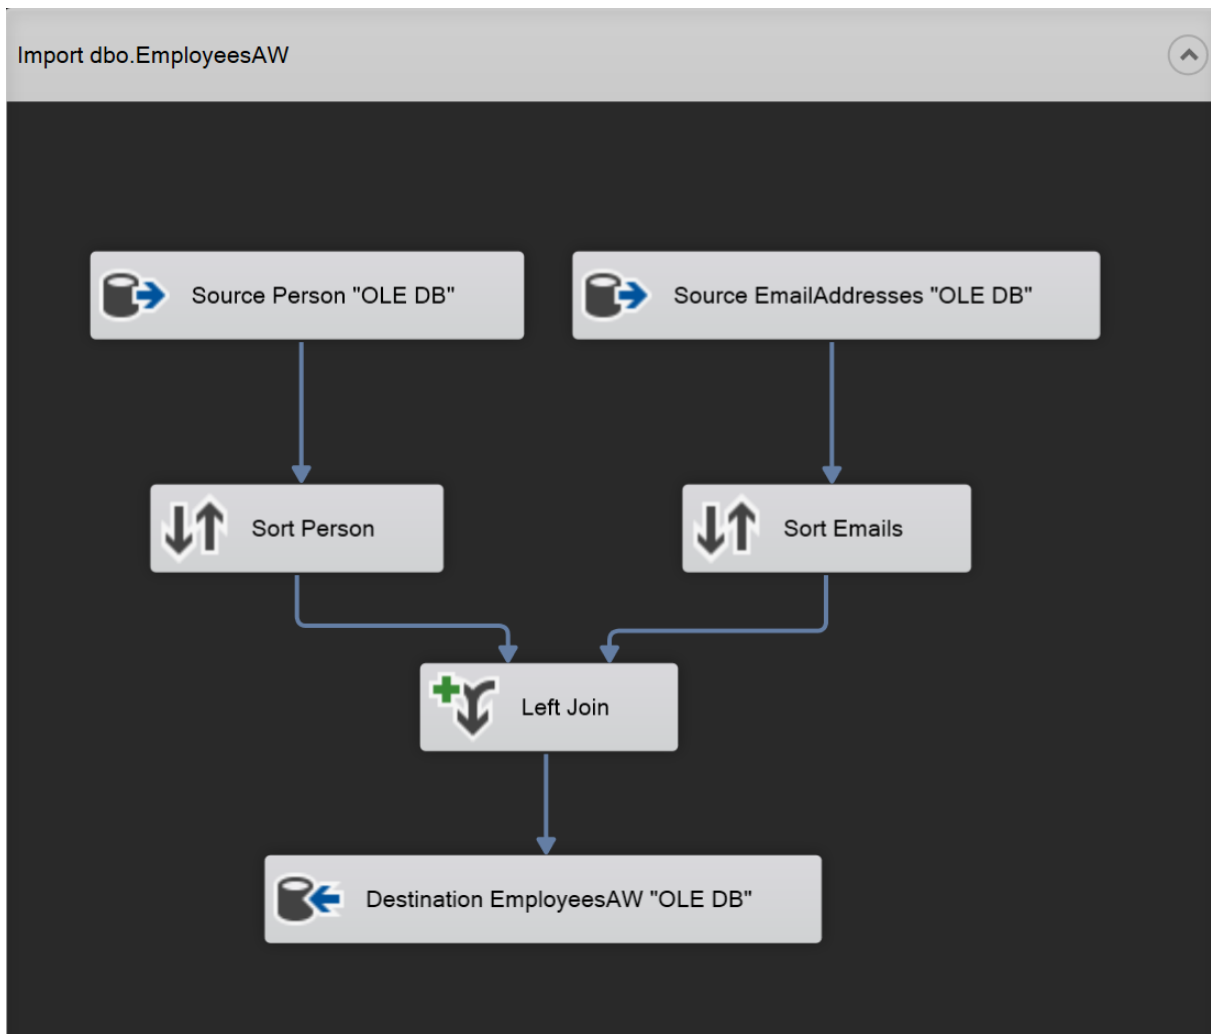 Import dbo.EmployeesAW
Source Person "OLE DB"
Source EmailAddresses "OLE DB"
Sort Person
Sort Emails
Left Join
Destination EmployeesAW "OLE DB"